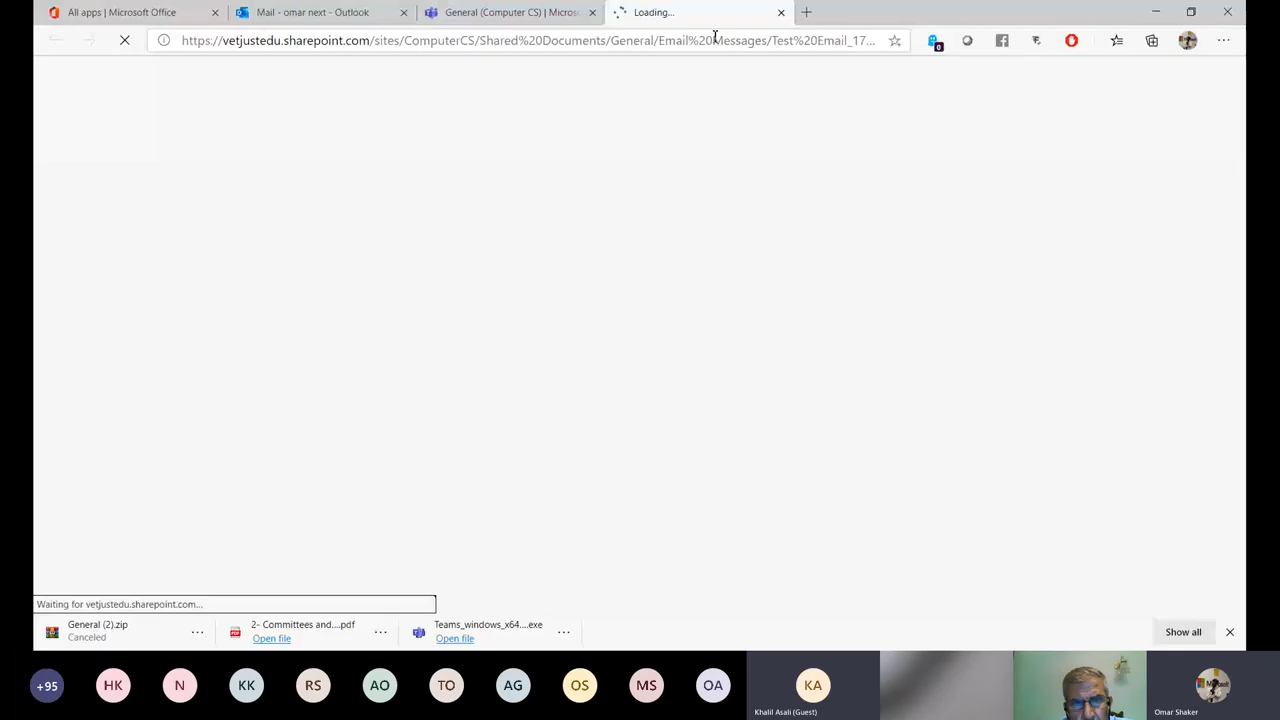 All apps | Microsoft Office
Mail - omar next - Outlook
General (Computer CS) | Microsc
Loading...
https://vetjustedu.sharepoint.com/sites/ComputerCS/Shared%20Documents/General/Email%20Messages/Test%20Email_17...
0
Waiting for vetjustedu.sharepoint.com...
General (2).zip
Canceled
2- Committees and....pdf
Open file
Teams_windows_x64....exe
Open file
Show all
+95
HK
N
KK
RS
AO
TO
AG
OS
MS
OA
KA
Khalil Asali (Guest)
Omar Shaker